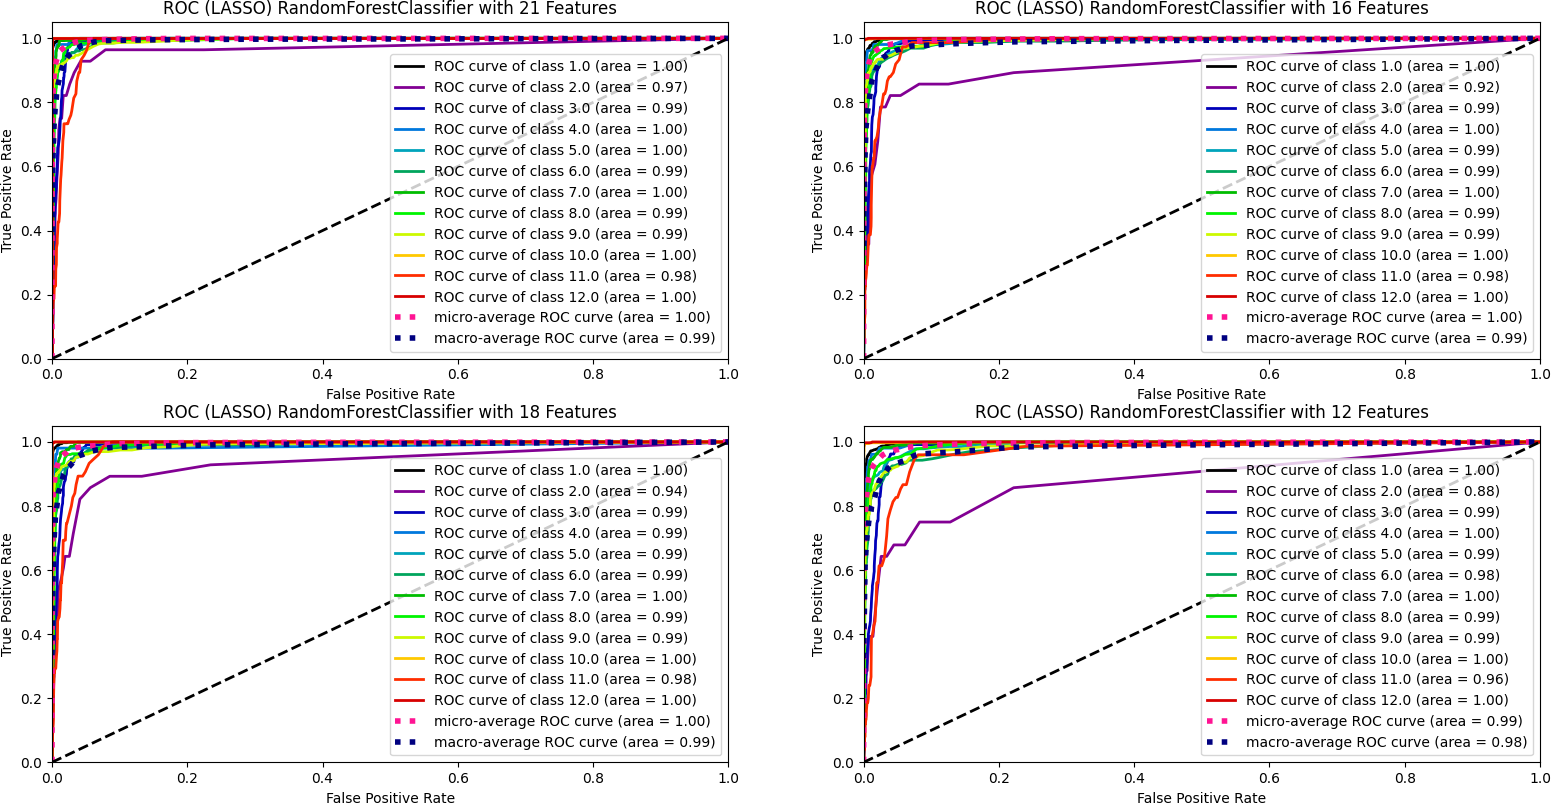 ROC (LASSO) RandomForestClassifier with 21 Features
True Positive Rate
1.0
0.8
0.6
0.4
0.2
0.0
ROC curve of class 1.0 (area = 1.00)
ROC curve of class 2.0 (area = 0.97)
ROC curve of class 3.0 (area = 0.99)
ROC curve of class 4.0 (area = 1.00)
ROC curve of class 5.0 (area = 1.00)
ROC curve of class 6.0 (area = 0.99)
ROC curve of class 7.0 (area = 1.00)
ROC curve of class 8.0 (area = 0.99)
ROC curve of class 9.0 (area = 0.99)
ROC curve of class 10.0 (area = 1.00)
ROC curve of class 11.0 (area = 0.98)
ROC curve of class 12.0 (area = 1.00)
micro-average ROC curve (area = 1.00)
macro-average ROC curve (area = 0.99)
0.0 0.2 0.4 0.6 0.8 1.0
False Positive Rate
ROC (LASSO) RandomForestClassifier with 16 Features
True Positive Rate
1.0
0.8
0.6
0.4
0.2
0.0
ROC curve of class 1.0 (area = 1.00)
ROC curve of class 2.0 (area = 0.92)
ROC curve of class 3.0 (area = 0.99)
ROC curve of class 4.0 (area = 1.00)
ROC curve of class 5.0 (area = 0.99)
ROC curve of class 6.0 (area = 0.99)
ROC curve of class 7.0 (area = 1.00)
ROC curve of class 8.0 (area = 0.99)
ROC curve of class 9.0 (area = 0.99)
ROC curve of class 10.0 (area = 1.00)
ROC curve of class 11.0 (area = 0.98)
ROC curve of class 12.0 (area = 1.00)
micro-average ROC curve (area = 1.00)
macro-average ROC curve (area = 0.99)
0.0 0.2 0.4 0.6 0.8 1.0
False Positive Rate
ROC (LASSO) RandomForestClassifier with 18 Features
True Positive Rate
1.0
0.8
0.6
0.4
0.2
0.0
ROC curve of class 1.0 (area = 1.00)
ROC curve of class 2.0 (area = 0.94)
ROC curve of class 3.0 (area = 0.99)
ROC curve of class 4.0 (area = 0.99)
ROC curve of class 5.0 (area = 0.99)
ROC curve of class 6.0 (area = 0.99)
ROC curve of class 7.0 (area = 1.00)
ROC curve of class 8.0 (area = 0.99)
ROC curve of class 9.0 (area = 0.99)
ROC curve of class 10.0 (area = 1.00)
ROC curve of class 11.0 (area = 0.98)
ROC curve of class 12.0 (area = 1.00)
micro-average ROC curve (area = 1.00)
macro-average ROC curve (area = 0.99)
0.0 0.2 0.4 0.6 0.8 1.0
False Positive Rate
ROC (LASSO) RandomForestClassifier with 12 Features
True Positive Rate
1.0
0.8
0.6
0.4
0.2
0.0
ROC curve of class 1.0 (area = 1.00)
ROC curve of class 2.0 (area = 0.88)
ROC curve of class 3.0 (area = 0.99)
ROC curve of class 4.0 (area = 1.00)
ROC curve of class 5.0 (area = 0.99)
ROC curve of class 6.0 (area = 0.98)
ROC curve of class 7.0 (area = 1.00)
ROC curve of class 8.0 (area = 0.99)
ROC curve of class 9.0 (area = 0.99)
ROC curve of class 10.0 (area = 1.00)
ROC curve of class 11.0 (area = 0.96)
ROC curve of class 12.0 (area = 1.00)
micro-average ROC curve (area = 0.99)
macro-average ROC curve (area = 0.98)
0.0 0.2 0.4 0.6 0.8 1.0
False Positive Rate